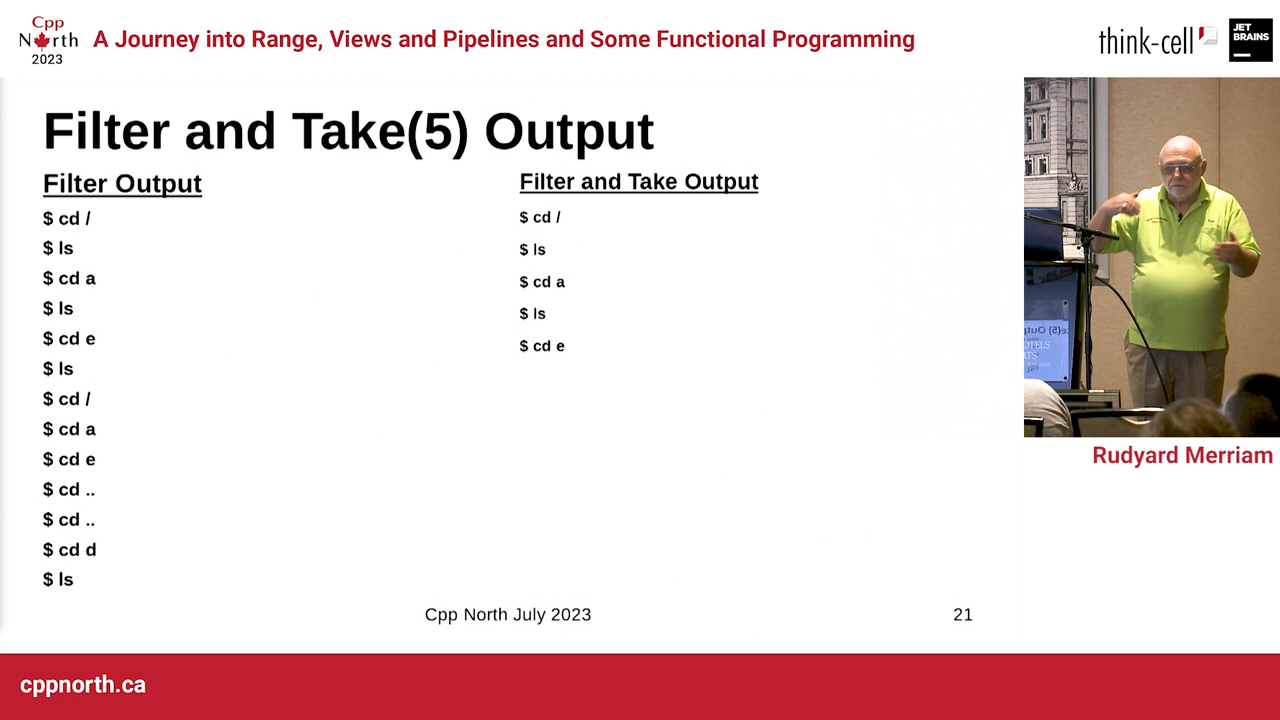 Cpp
North
2023
A Journey into Range, Views and Pipelines and Some Functional Programming
think-cell
JET
BRAINS
Filter and Take(5) Output
Filter Output
$ cd /
$ ls
$ cd a
$ ls
$ cd e
$ ls
$ cd /
$ cd a
$ cd e
$ cd ..
$ cd ..
$ cd d
$ ls
Filter and Take Output
$ cd /
$ ls
$ cd a
$ ls
$ cd e
Cpp North July 2023
21
Rudyard Merriam
cppnorth.ca